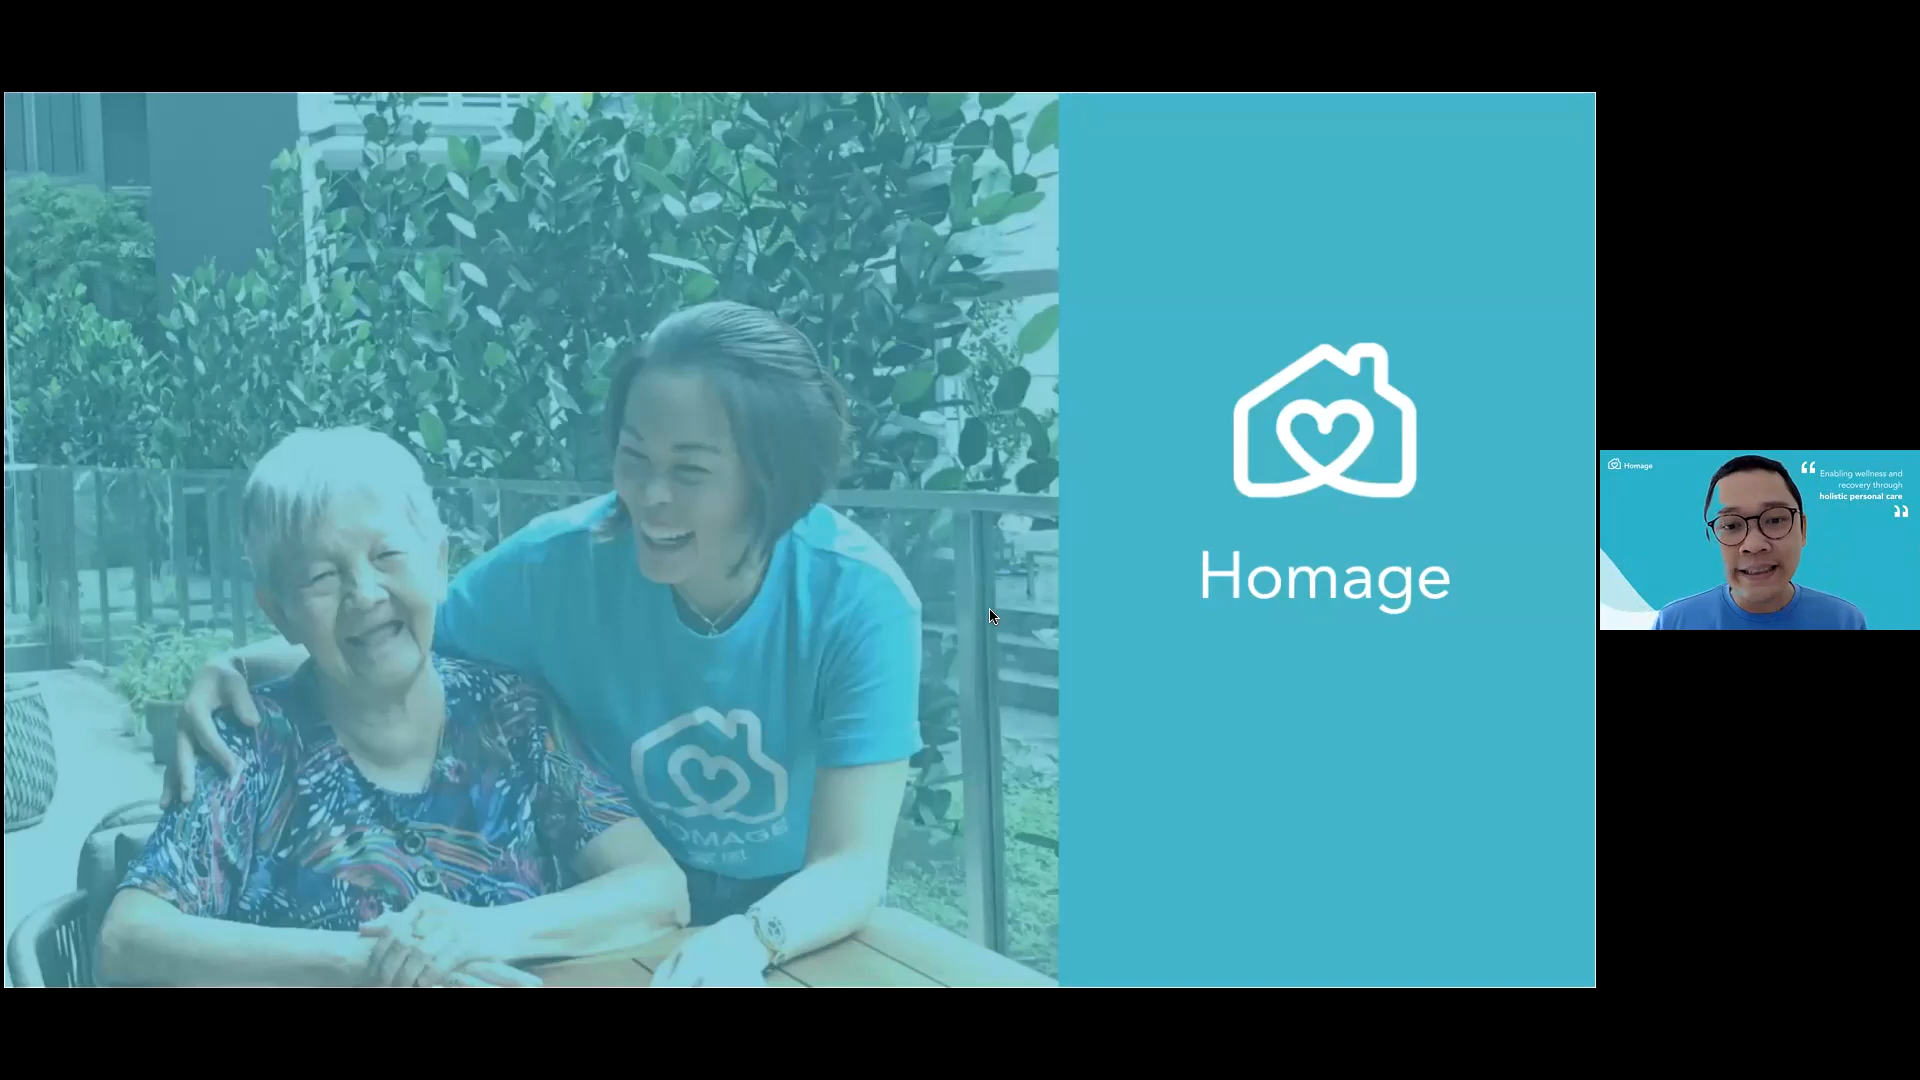 HOMAGE
Homage
Homage
“
Enabling wellness and
recovery through
holistic personal care
”